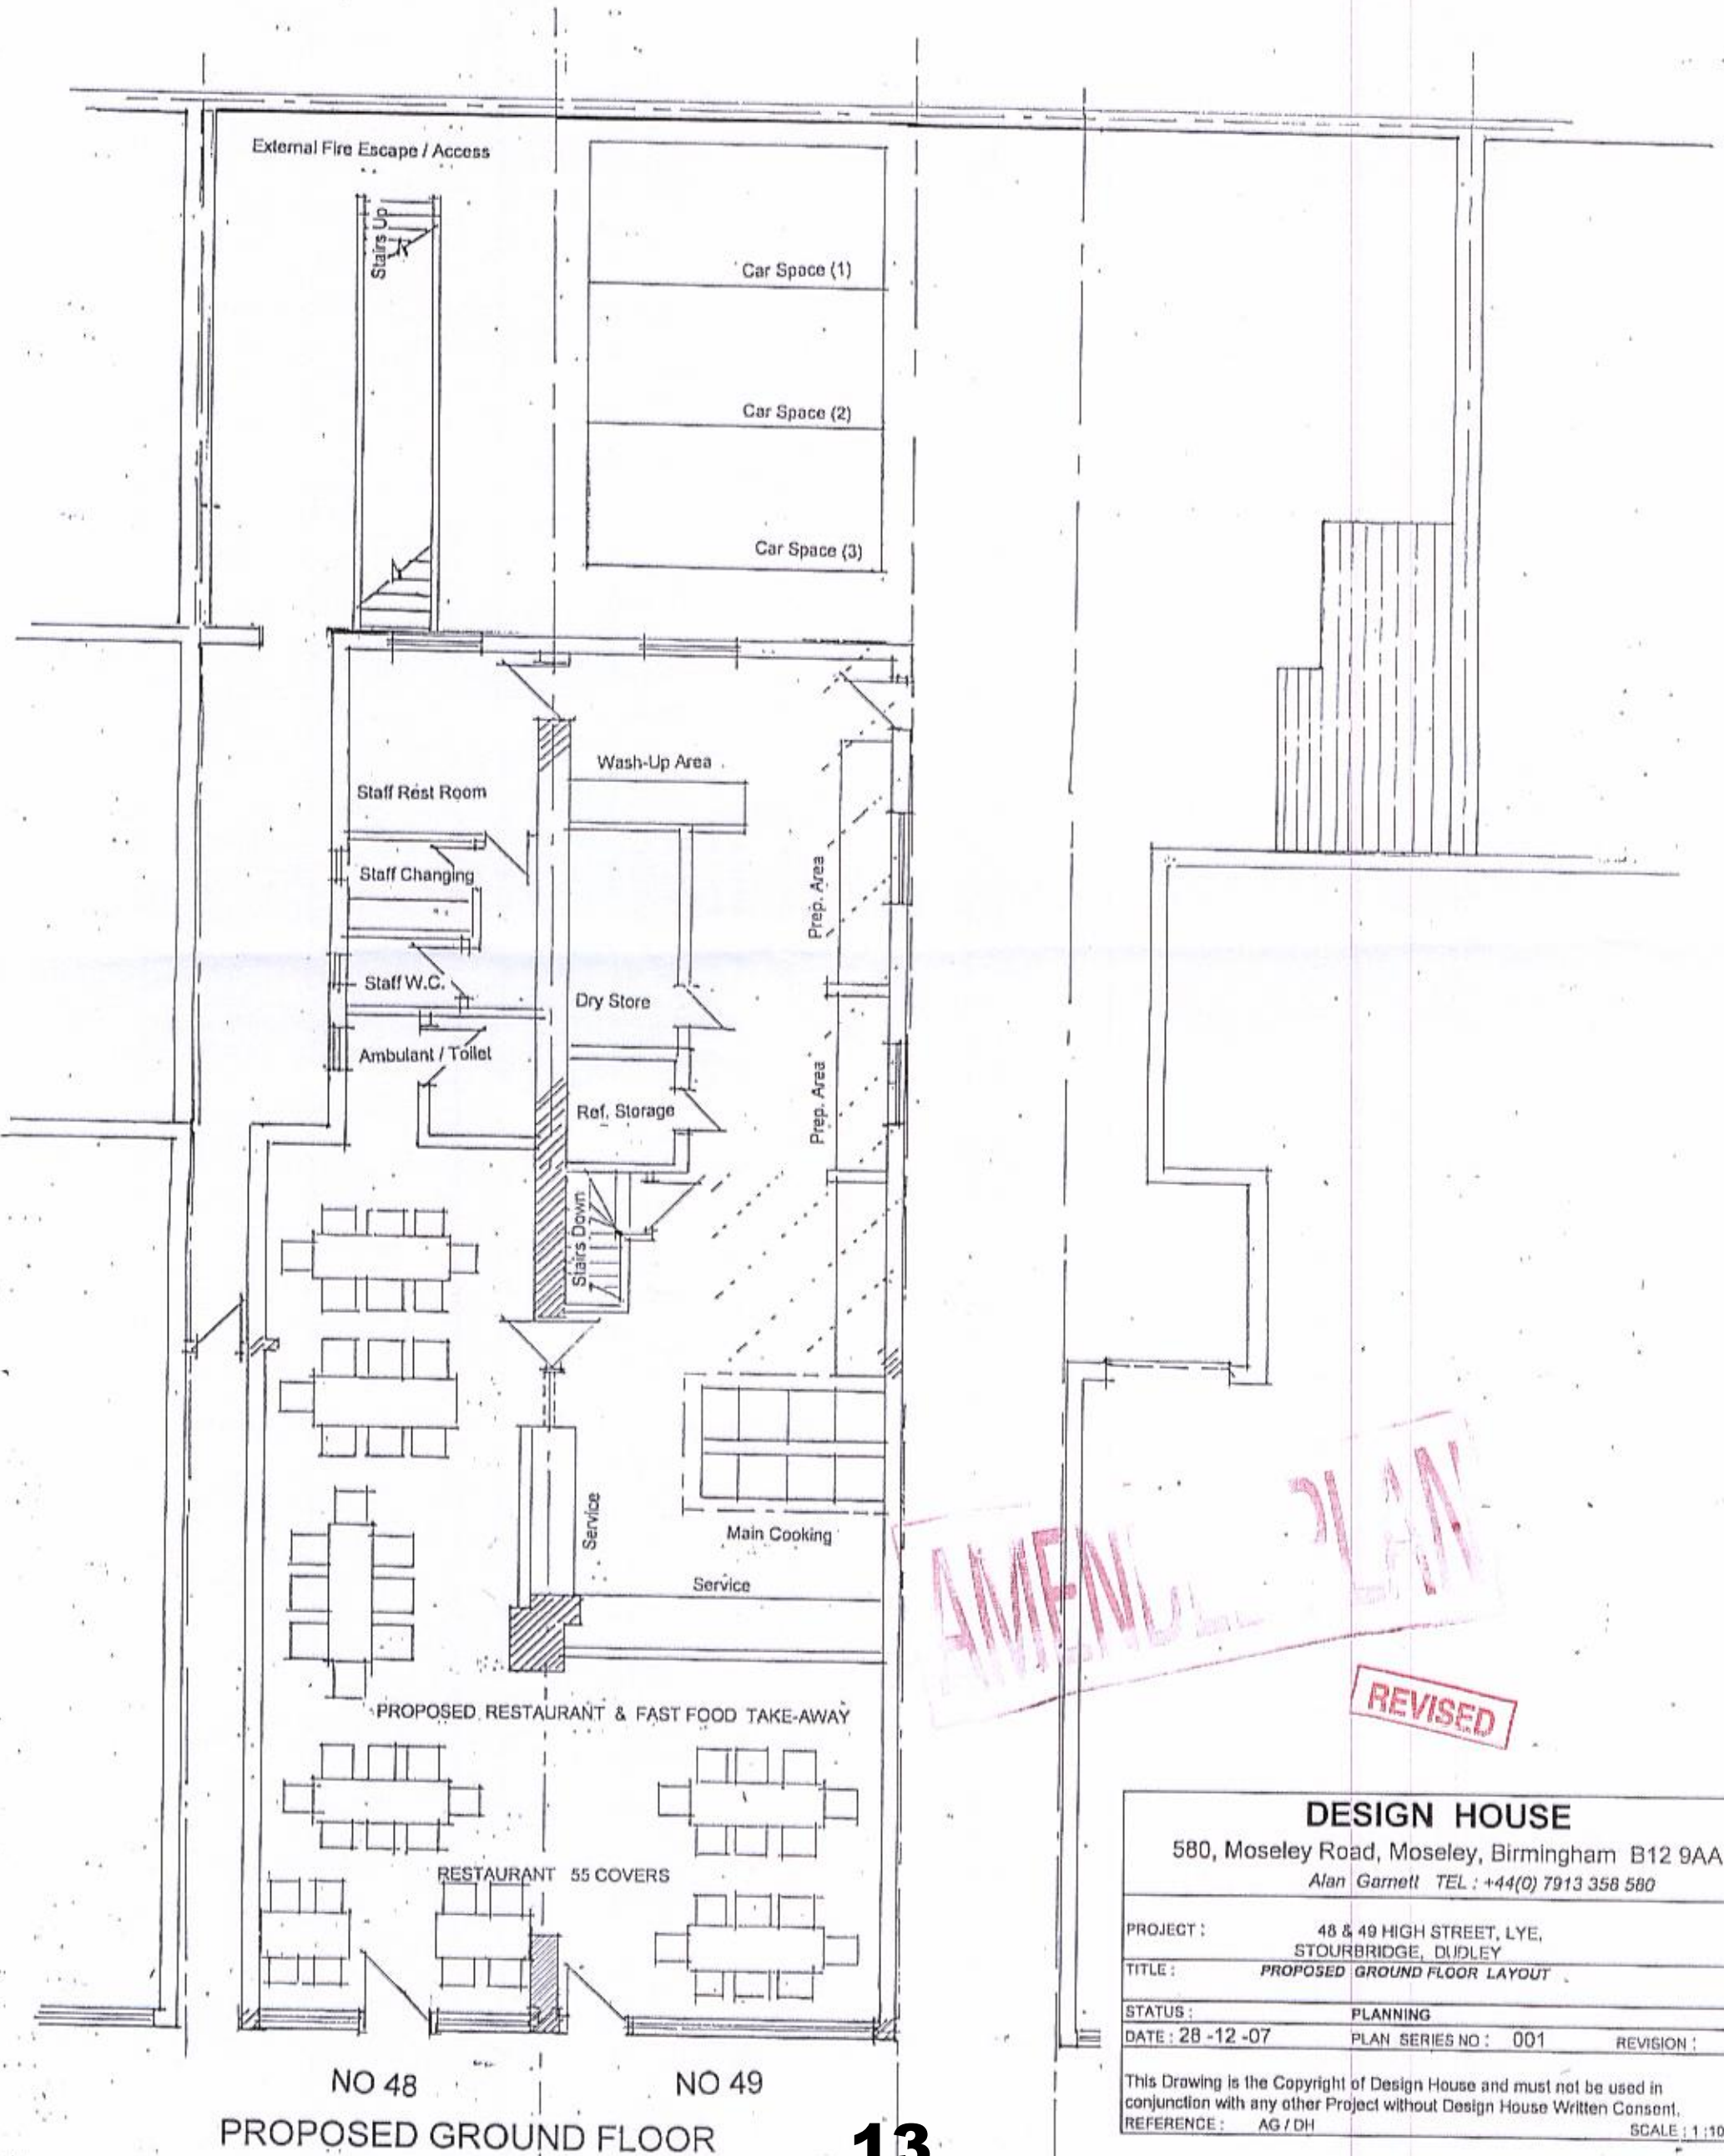 External Fire Escape / Access
Stairs Up
Car Space (1)
Car Space (2)
Car Space (3)
Wash-Up Area
Staff Rest Room
Staff Changing
Prep. Area
Staff W.C.
Dry Store
Ambulant / Toilet
Ref. Storage
Prep. Area
Stairs Down
Service
Main Cooking
Service
AMENDED PLAN
REVISED
PROPOSED RESTAURANT & FAST FOOD TAKE-AWAY
RESTAURANT 55 COVERS
NO 48
NO 49
PROPOSED GROUND FLOOR
13
DESIGN HOUSE
580, Moseley Road, Moseley, Birmingham B12 9AA
Alan Garnett TEL : +44(0) 7913 358 580
PROJECT : 48 & 49 HIGH STREET, LYE,
STOURBRIDGE, DUDLEY
TITLE : PROPOSED GROUND FLOOR LAYOUT
STATUS : PLANNING
DATE : 28 -12 -07 PLAN SERIES NO : 001 REVISION :
This Drawing is the Copyright of Design House and must not be used in
conjunction with any other Project without Design House Written Consent.
REFERENCE : AG / DH SCALE : 1 :10